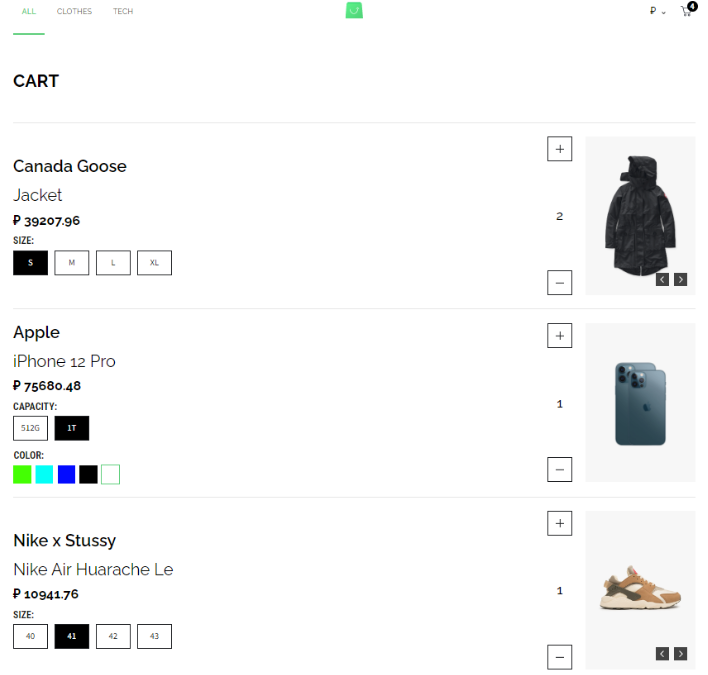 ALL CLOTHES TECH ₽ 4
CART
Canada Goose
Jacket
₽ 39207.96
SIZE:
S M L XL
2
Apple
iPhone 12 Pro
₽ 75680.48
CAPACITY:
512G 1T
COLOR:
1
Nike x Stussy
Nike Air Huarache Le
₽ 10941.76
SIZE:
40 41 42 43
1